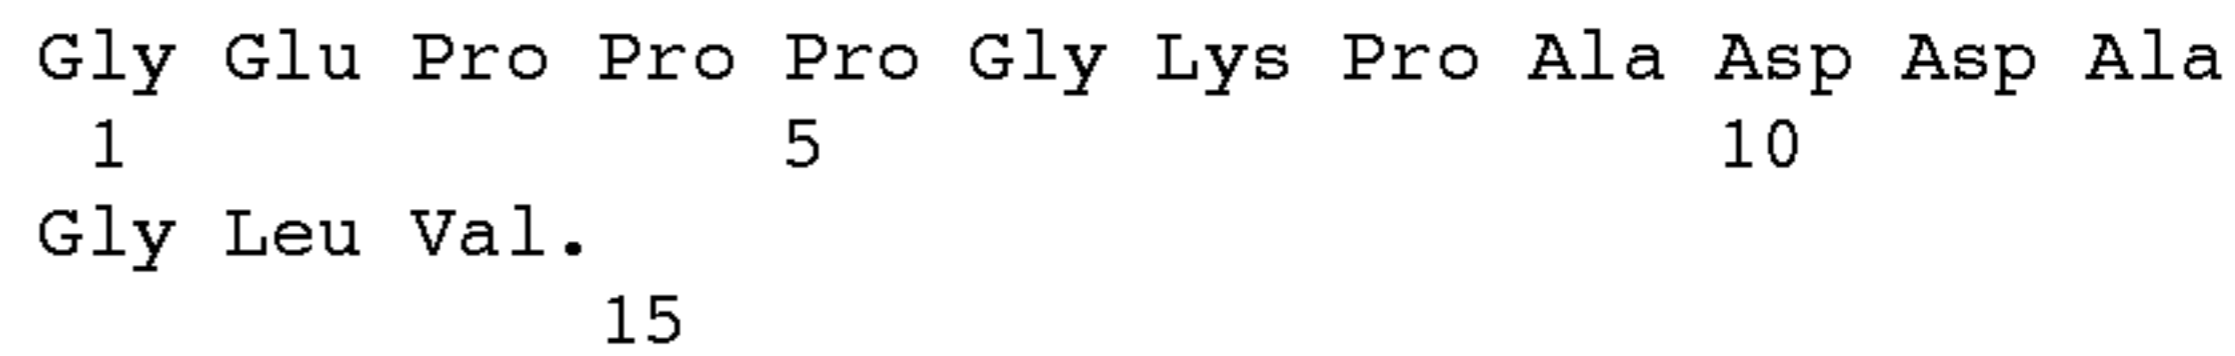 Gly Glu Pro Pro Pro Gly Lys Pro Ala Asp Asp Ala
1 5 10
Gly Leu Val.
15